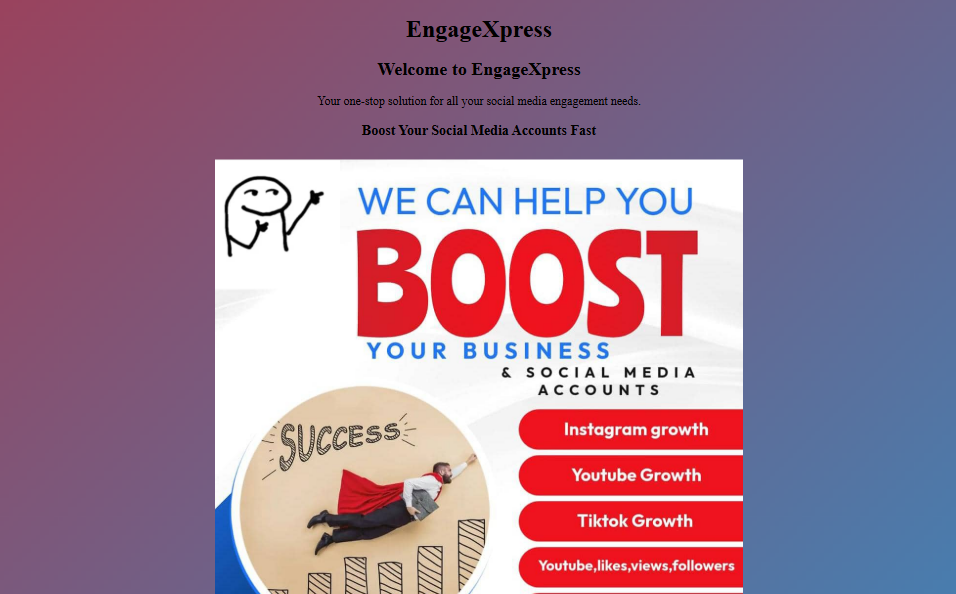 EngageXpress
Welcome to EngageXpress
Your one-stop solution for all your social media engagement needs.
Boost Your Social Media Accounts Fast
WE CAN HELP YOU
BOOST
YOUR BUSINESS
& SOCIAL MEDIA
ACCOUNTS
SUCCESS
Instagram growth
Youtube Growth
Tiktok Growth
Youtube,likes,views,followers